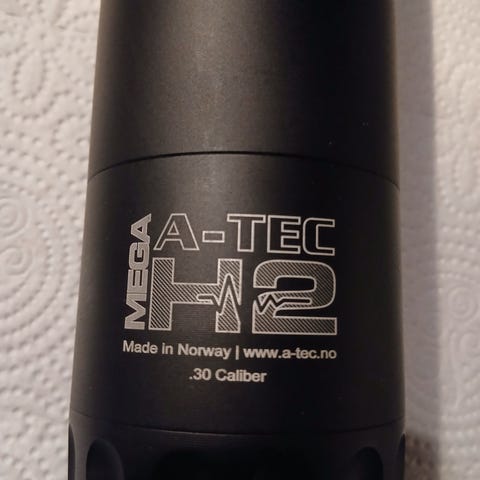 MEGA
A-TEC
H2
Made in Norway | www.a-tec.no
.30 Caliber